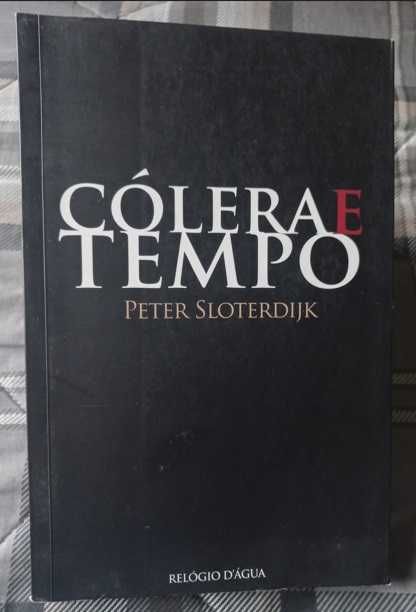 CÓLERA E
TEMPO
PETER SLOTERDIJK
RELÓGIO D'ÁGUA